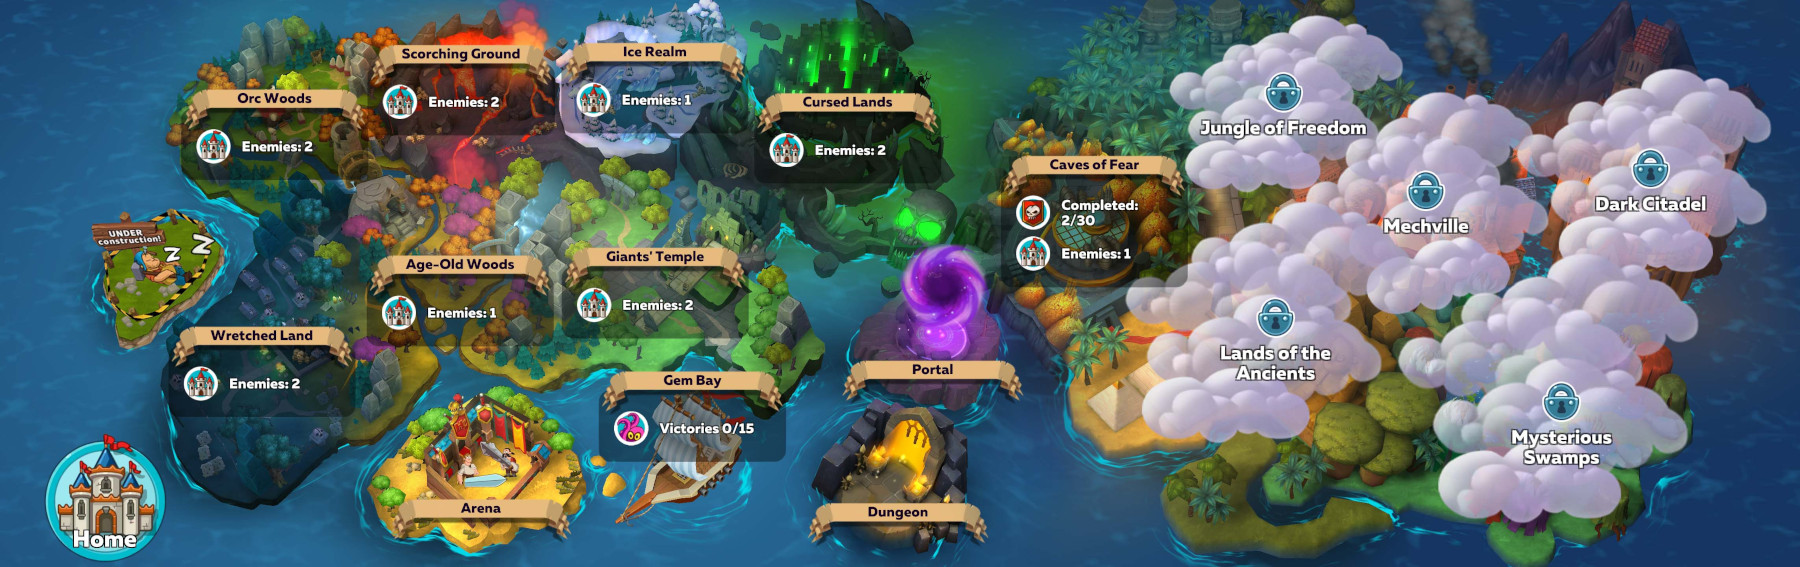 Scorching Ground
Enemies: 2
Ice Realm
Enemies: 1
Orc Woods
Enemies: 2
Cursed Lands
Enemies: 2
Jungle of Freedom
Caves of Fear
Completed:
2/30
Enemies: 1
Mechville
Dark Citadel
UNDER
construction!
Z
Z
Age-Old Woods
Enemies: 1
Giants' Temple
Enemies: 2
Wretched Land
Enemies: 2
Gem Bay
Victories 0/15
Portal
Lands of the
Ancients
Mysterious
Swamps
Arena
Dungeon
Home